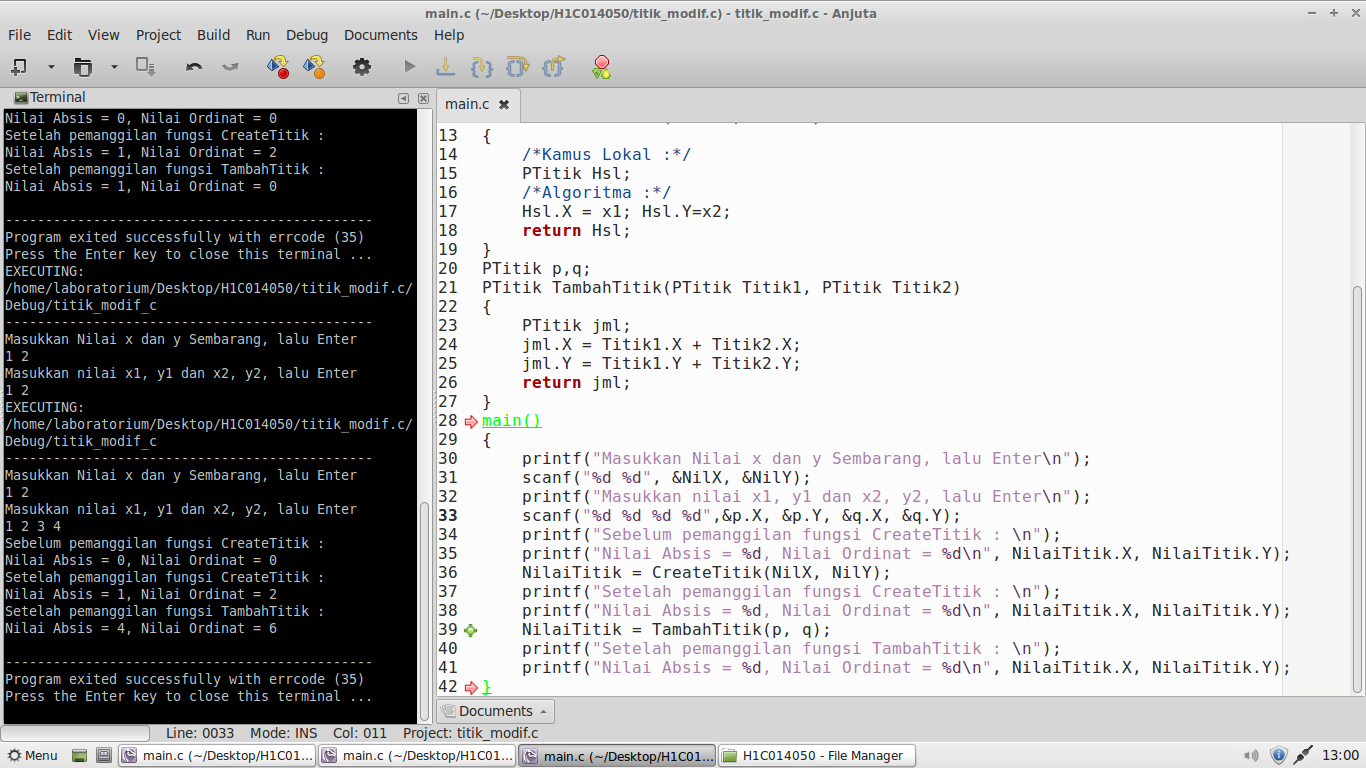 main.c (~/Desktop/H1C014050/titik_modif.c) - titik_modif.c - Anjuta
File Edit View Project Build Run Debug Documents Help
Terminal
Nilai Absis = 0, Nilai Ordinat = 0
Setelah pemanggilan fungsi CreateTitik :
Nilai Absis = 1, Nilai Ordinat = 2
Setelah pemanggilan fungsi TambahTitik :
Nilai Absis = 1, Nilai Ordinat = 0
----------------------------------------------
Program exited successfully with errcode (35)
Press the Enter key to close this terminal ...
EXECUTING:
/home/laboratorium/Desktop/H1C014050/titik_modif.c/
Debug/titik_modif_c
----------------------------------------------
Masukkan Nilai x dan y Sembarang, lalu Enter
1 2
Masukkan nilai x1, y1 dan x2, y2, lalu Enter
1 2
EXECUTING:
/home/laboratorium/Desktop/H1C014050/titik_modif.c/
Debug/titik_modif_c
----------------------------------------------
Masukkan Nilai x dan y Sembarang, lalu Enter
1 2
Masukkan nilai x1, y1 dan x2, y2, lalu Enter
1 2 3 4
Sebelum pemanggilan fungsi CreateTitik :
Nilai Absis = 0, Nilai Ordinat = 0
Setelah pemanggilan fungsi CreateTitik :
Nilai Absis = 1, Nilai Ordinat = 2
Setelah pemanggilan fungsi TambahTitik :
Nilai Absis = 4, Nilai Ordinat = 6
----------------------------------------------
Program exited successfully with errcode (35)
Press the Enter key to close this terminal ...
main.c
13 {
14     /*Kamus Lokal :*/
15     PTitik Hsl;
16     /*Algoritma :*/
17     Hsl.X = x1; Hsl.Y=x2;
18     return Hsl;
19 }
20 PTitik p,q;
21 PTitik TambahTitik(PTitik Titik1, PTitik Titik2)
22 {
23     PTitik jml;
24     jml.X = Titik1.X + Titik2.X;
25     jml.Y = Titik1.Y + Titik2.Y;
26     return jml;
27 }
28 main()
29 {
30     printf("Masukkan Nilai x dan y Sembarang, lalu Enter\n");
31     scanf("%d %d", &NilX, &NilY);
32     printf("Masukkan nilai x1, y1 dan x2, y2, lalu Enter\n");
33     scanf("%d %d %d %d",&p.X, &p.Y, &q.X, &q.Y);
34     printf("Sebelum pemanggilan fungsi CreateTitik : \n");
35     printf("Nilai Absis = %d, Nilai Ordinat = %d\n", NilaiTitik.X, NilaiTitik.Y);
36     NilaiTitik = CreateTitik(NilX, NilY);
37     printf("Setelah pemanggilan fungsi CreateTitik : \n");
38     printf("Nilai Absis = %d, Nilai Ordinat = %d\n", NilaiTitik.X, NilaiTitik.Y);
39     NilaiTitik = TambahTitik(p, q);
40     printf("Setelah pemanggilan fungsi TambahTitik : \n");
41     printf("Nilai Absis = %d, Nilai Ordinat = %d\n", NilaiTitik.X, NilaiTitik.Y);
42 }
Documents
Line: 0033 Mode: INS Col: 011 Project: titik_modif.c
Menu main.c (~/Desktop/H1C01... main.c (~/Desktop/H1C01... main.c (~/Desktop/H1C01... H1C014050 - File Manager 13:00